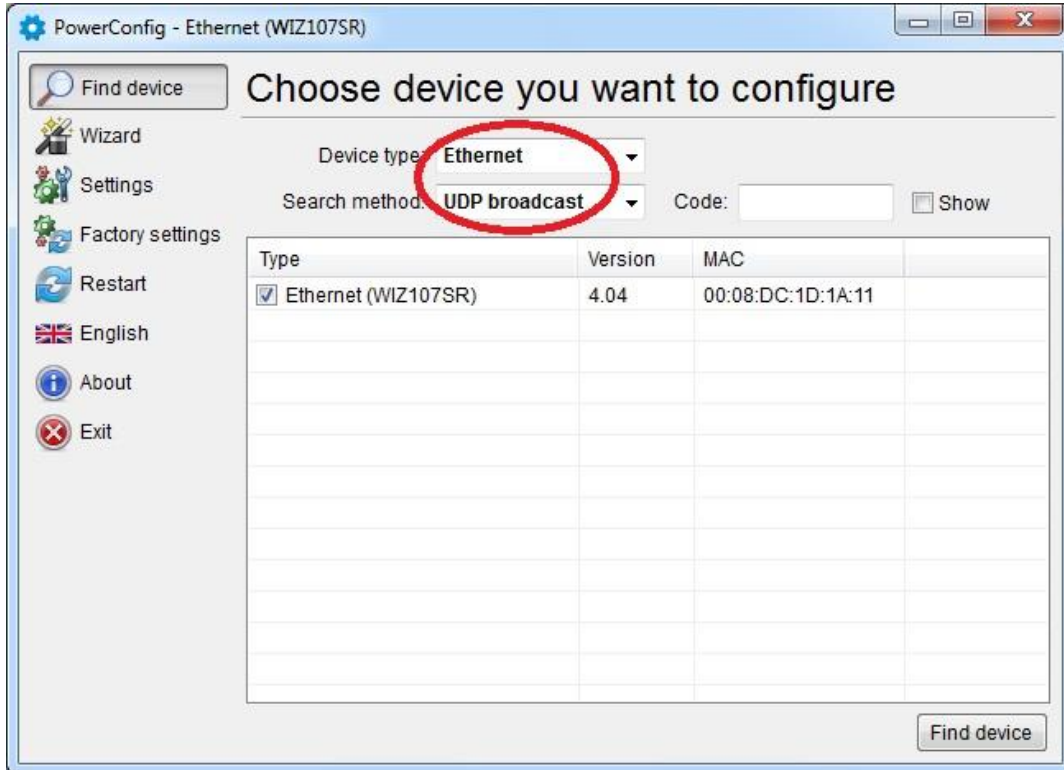 PowerConfig - Ethernet (WIZ107SR)
Find device
Wizard
Settings
Factory settings
Restart
English
About
Exit
Choose device you want to configure
Device type: Ethernet
Search method: UDP broadcast Code: Show
Type Version MAC
Ethernet (WIZ107SR) 4.04 00:08:DC:1D:1A:11
Find device